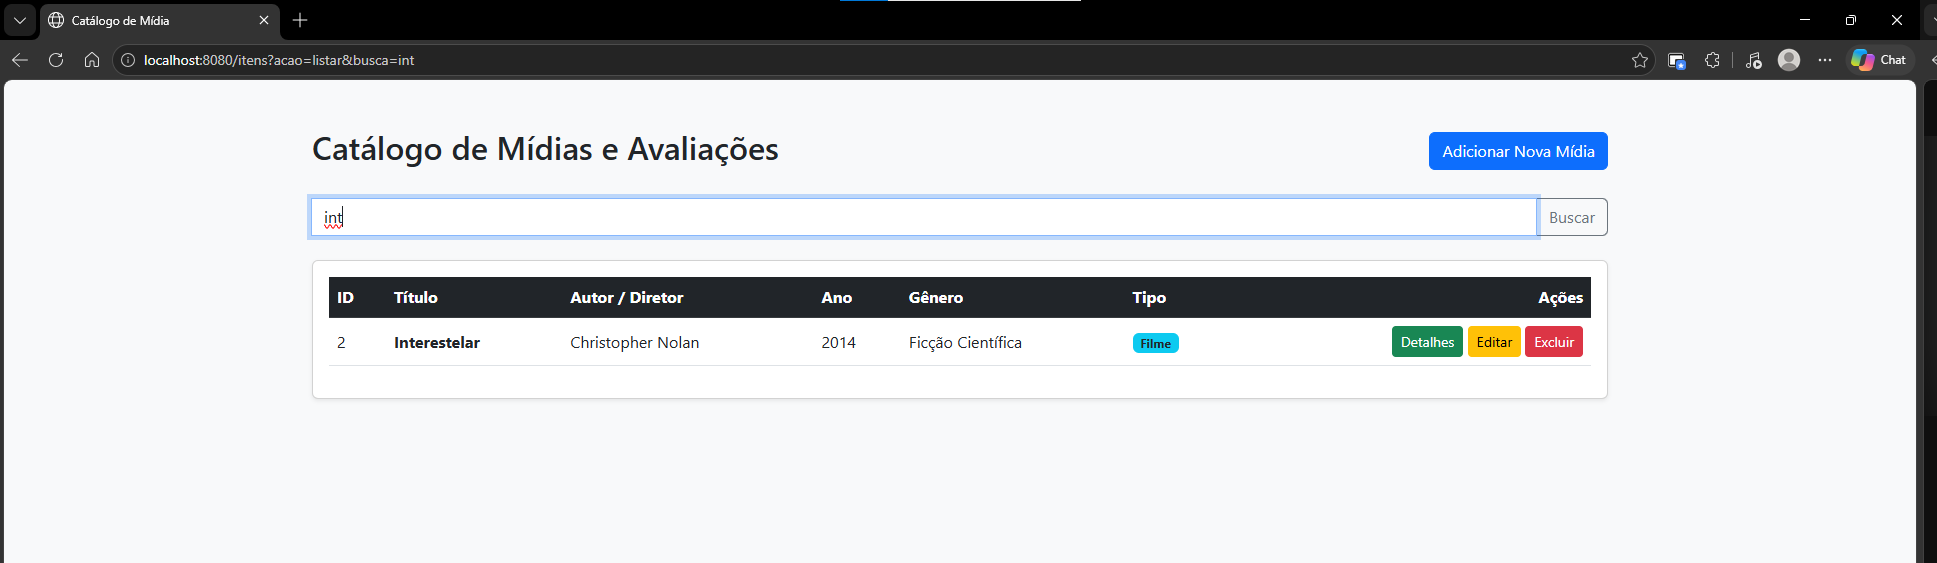 Catálogo de Mídia
localhost:8080/itens?acao=listar&busca=int
Chat
Catálogo de Mídias e Avaliações
Adicionar Nova Mídia
int
Buscar
ID Título Autor / Diretor Ano Gênero Tipo Ações
2 Interestelar Christopher Nolan 2014 Ficção Científica Filme Detalhes Editar Excluir